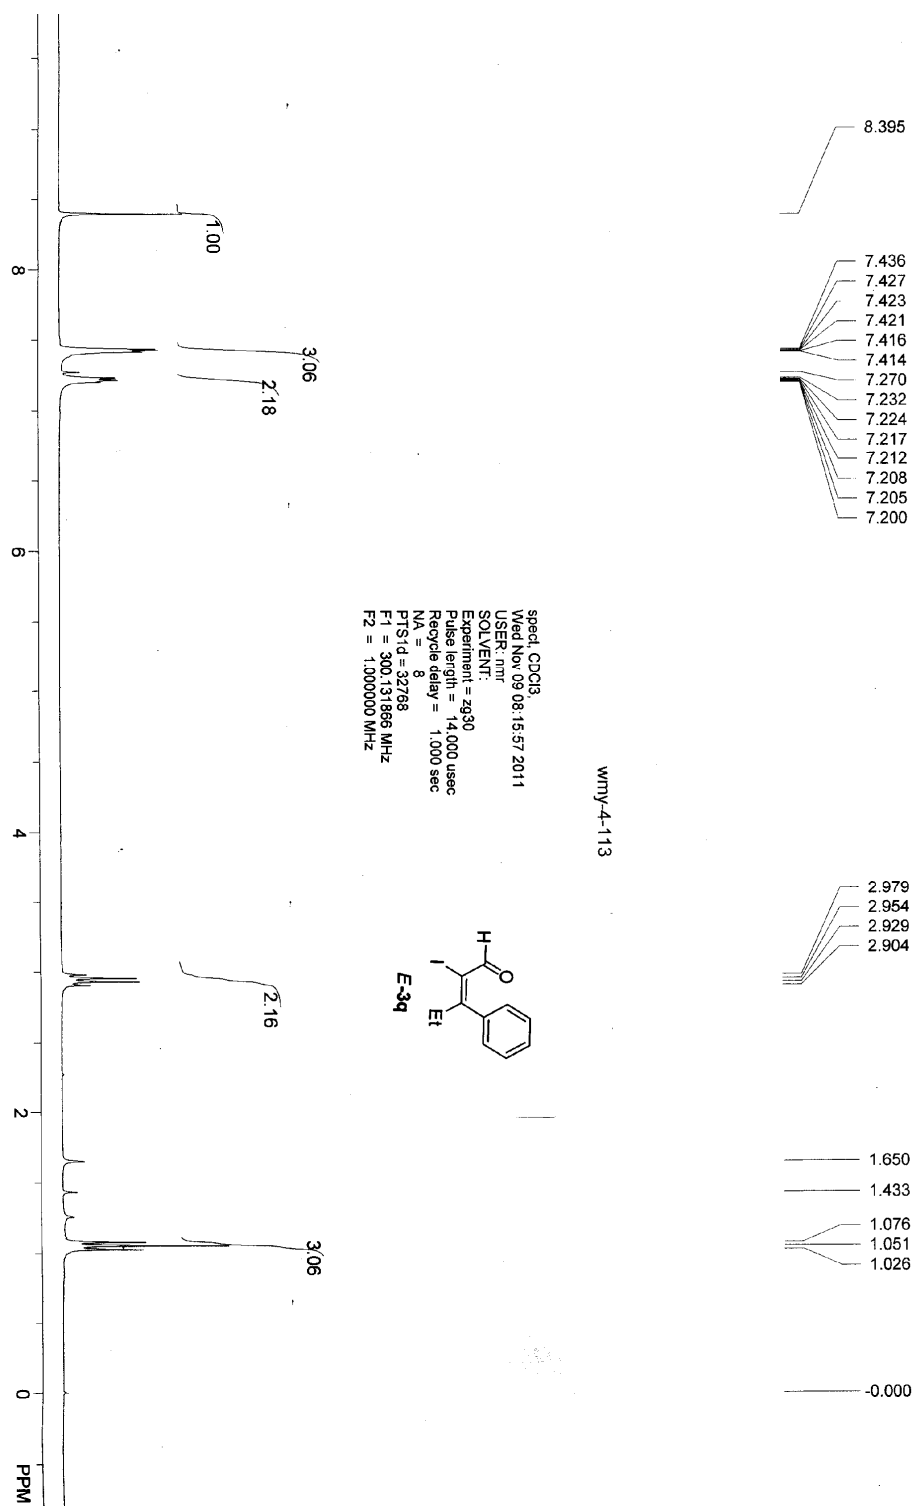 8.395
7.436
7.427
7.423
7.421
7.416
7.414
7.270
7.232
7.224
7.217
7.212
7.208
7.205
7.200
2.979
2.954
2.929
2.904
1.650
1.433
1.076
1.051
1.026
-0.000
wmy-4-113
spect, CDCl3,
Wed Nov 09 08:15:57 2011
USER: nmr
SOLVENT:
Experiment = zg30
Pulse length = 14.000 usec
Recycle delay = 1.000 sec
NA = 8
PTS1d = 32768
F1 = 300.131866 MHz
F2 = 1.000000 MHz
H
O
I
Et
E-3q
1.00
3.06
2.18
2.16
3.06
8
6
4
2
0
PPM